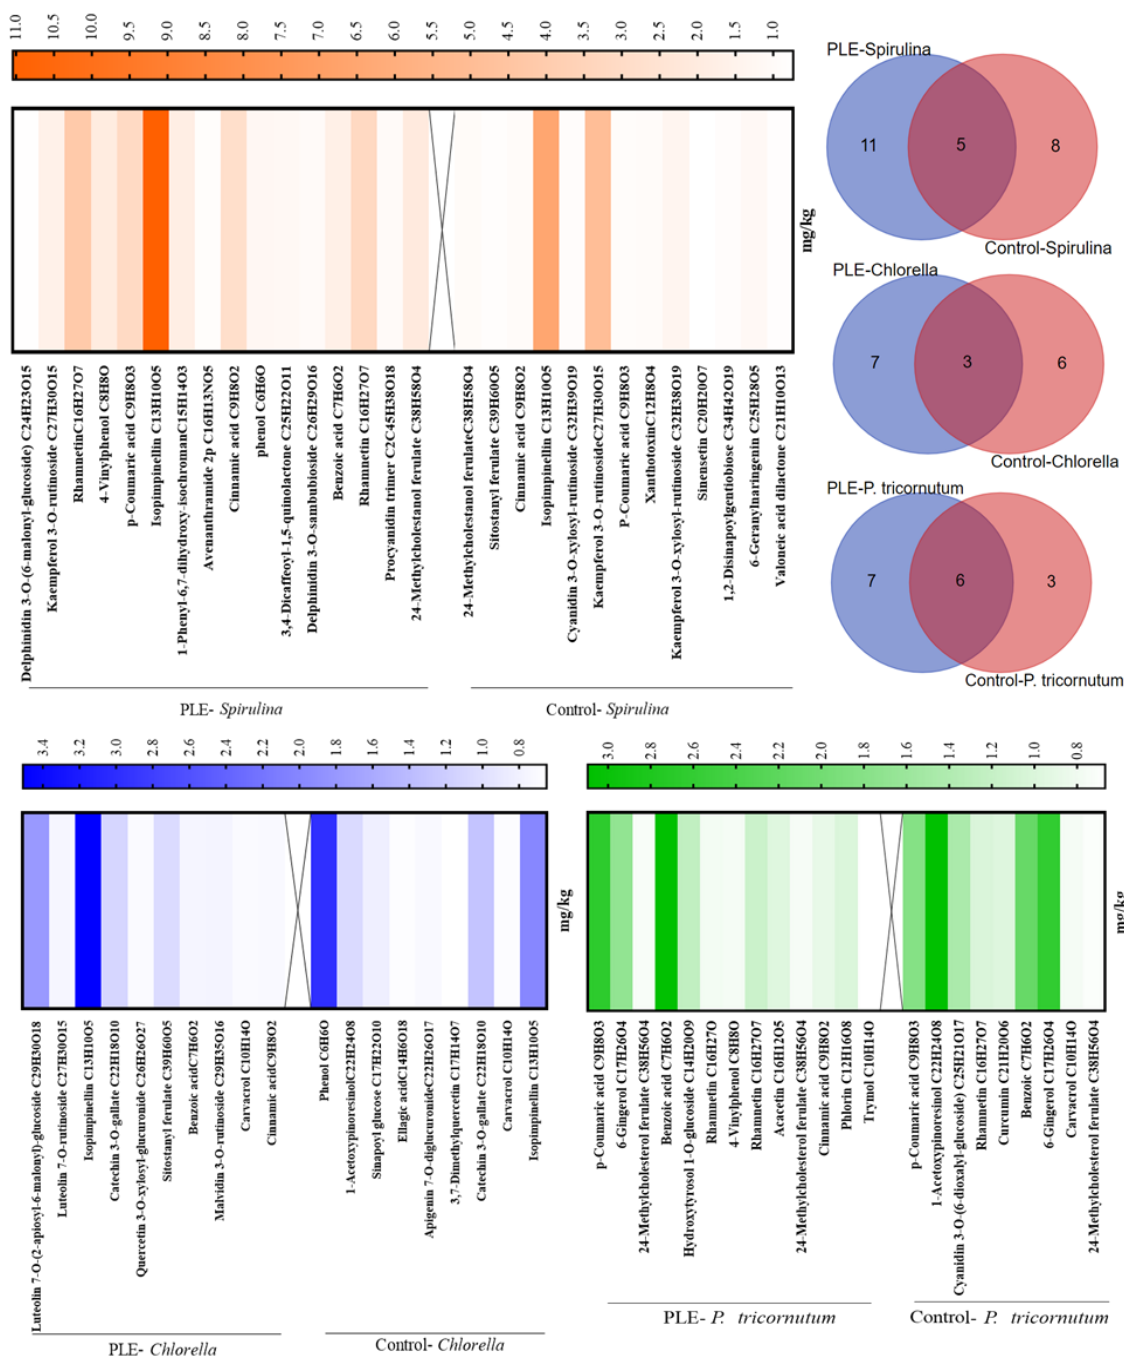 11.0
10.5
10.0
9.5
9.0
8.5
8.0
7.5
7.0
6.5
6.0
5.5
5.0
4.5
4.0
3.5
3.0
2.5
2.0
1.5
1.0
mg/kg
Delphinidin 3-O-(6-malonyl-glucoside) C24H23O15
Kaempferol 3-O-rutinoside C27H30O15
RhamnetinC16H27O7
4-Vinylphenol C8H8O
p-Coumaric acid C9H8O3
Isopimpinellin C13H10O5
1-Phenyl-6,7-dihydroxy-isochromanC15H14O3
Avenanthramide 2p C16H13NO5
Cinnamic acid C9H8O2
phenol C6H6O
3,4-Dicaffeoyl-1,5-quinolactone C25H22O11
Delphinidin 3-O-sambubioside C26H29O16
Benzoic acid C7H6O2
Rhamnetin C16H27O7
Procyanidin trimer C2C45H38O18
24-Methylcholestanol ferulate C38H58O4
24-Methylcholestanol ferulateC38H58O4
Sitostanyl ferulate C39H60O5
Cinnamic acid C9H8O2
Isopimpinellin C13H10O5
Cyanidin 3-O-xylosyl-rutinoside C32H39O19
Kaempferol 3-O-rutinosideC27H30O15
P-Coumaric acid C9H8O3
XanthotoxinC12H8O4
Kaempferol 3-O-xylosyl-rutinoside C32H38O19
Sinensetin C20H20O7
1,2-Disinapoylgentiobiose C34H42O19
6-Geranylnaringenin C25H28O5
Valoneic acid dilactone C21H10O13
PLE- Spirulina
Control- Spirulina
PLE-Spirulina
11
5
8
Control-Spirulina
PLE-Chlorella
7
3
6
Control-Chlorella
PLE-P. tricornutum
7
6
3
Control-P. tricornutum
3.4
3.2
3.0
2.8
2.6
2.4
2.2
2.0
1.8
1.6
1.4
1.2
1.0
0.8
mg/kg
Luteolin 7-O-(2-apiosyl-6-malonyl)-glucoside C29H30O18
Luteolin 7-O-rutinoside C27H30O15
Isopimpinellin C13H10O5
Catechin 3-O-gallate C22H18O10
Quercetin 3-O-xylosyl-glucuronide C26H26O27
Sitostanyl ferulate C39H60O5
Benzoic acidC7H6O2
Malvidin 3-O-rutinoside C29H35O16
Carvacrol C10H14O
Cinnamic acidC9H8O2
Phenol C6H6O
1-AcetoxypinoresinolC22H24O8
Sinapoyl glucose C17H22O10
Ellagic acidC14H6O18
Apigenin 7-O-diglucuronideC22H26O17
3,7-Dimethylquercetin C17H14O7
Catechin 3-O-gallate C22H18O10
Carvacrol C10H14O
Isopimpinellin C13H10O5
PLE- Chlorella
Control- Chlorella
3.0
2.8
2.6
2.4
2.2
2.0
1.8
1.6
1.4
1.2
1.0
0.8
mg/kg
p-Coumaric acid C9H8O3
6-Gingerol C17H26O4
24-Methylcholesterol ferulate C38H56O4
Benzoic acid C7H6O2
Hydroxytyrosol 1-O-glucoside C14H20O9
Rhamnetin C16H27O
4-Vinylphenol C8H8O
Rhamnetin C16H27O7
Acacetin C16H12O5
24-Methylcholesterol ferulate C38H56O4
Cinnamic acid C9H8O2
Phlorin C12H16O8
Trymol C10H14O
p-Coumaric acid C9H8O3
1-Acetoxypinoresinol C22H24O8
Cyanidin 3-O-(6-dioxalyl-glucoside) C25H21O17
Rhamnetin C16H27O7
Curcumin C21H20O6
Benzoic C7H6O2
6-Gingerol C17H26O4
Carvacrol C10H14O
24-Methylcholesterol ferulate C38H56O4
PLE- P. tricornutum
Control- P. tricornutum